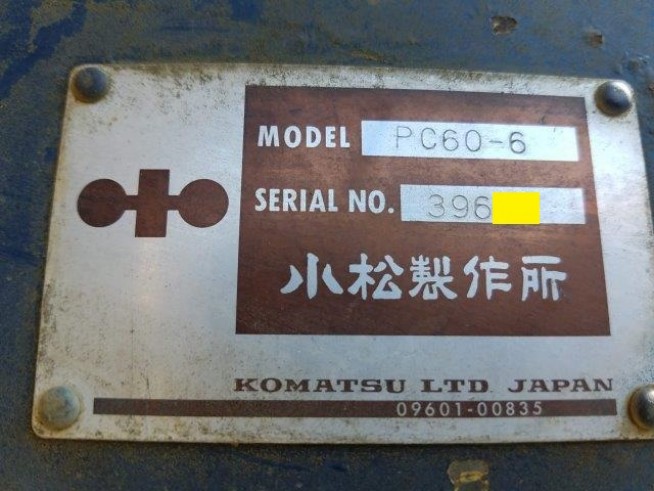 MODEL PC60-6
SERIAL NO. 396
小松製作所
KOMATSU LTD. JAPAN
09601-00835